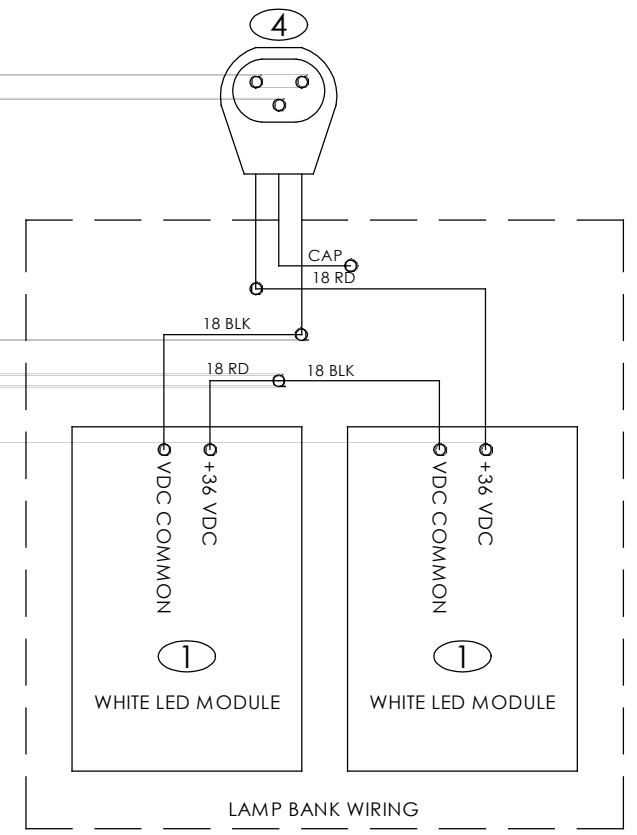 4
CAP
18 RD
18 BLK
18 RD
18 BLK
VDC COMMON
+36 VDC
VDC COMMON
+36 VDC
1
1
WHITE LED MODULE
WHITE LED MODULE
LAMP BANK WIRING